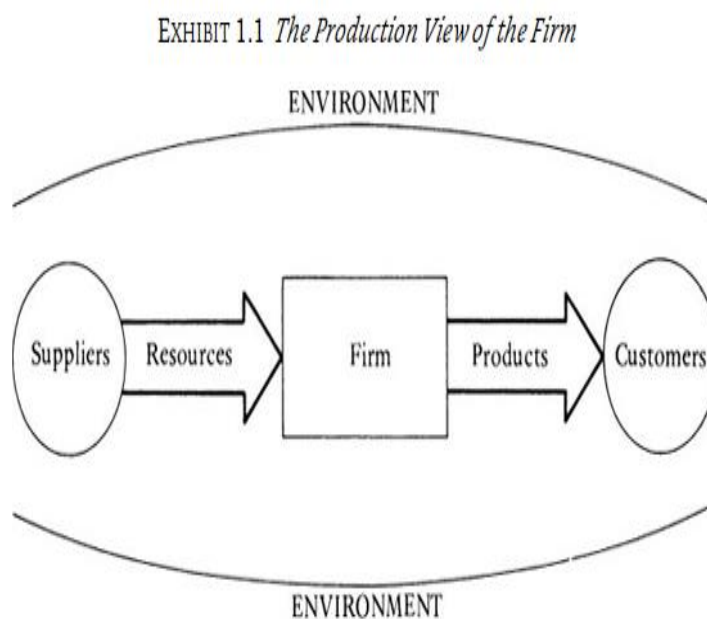 EXHIBIT 1.1 The Production View of the Firm
ENVIRONMENT
Suppliers Resources Firm Products Customers
ENVIRONMENT